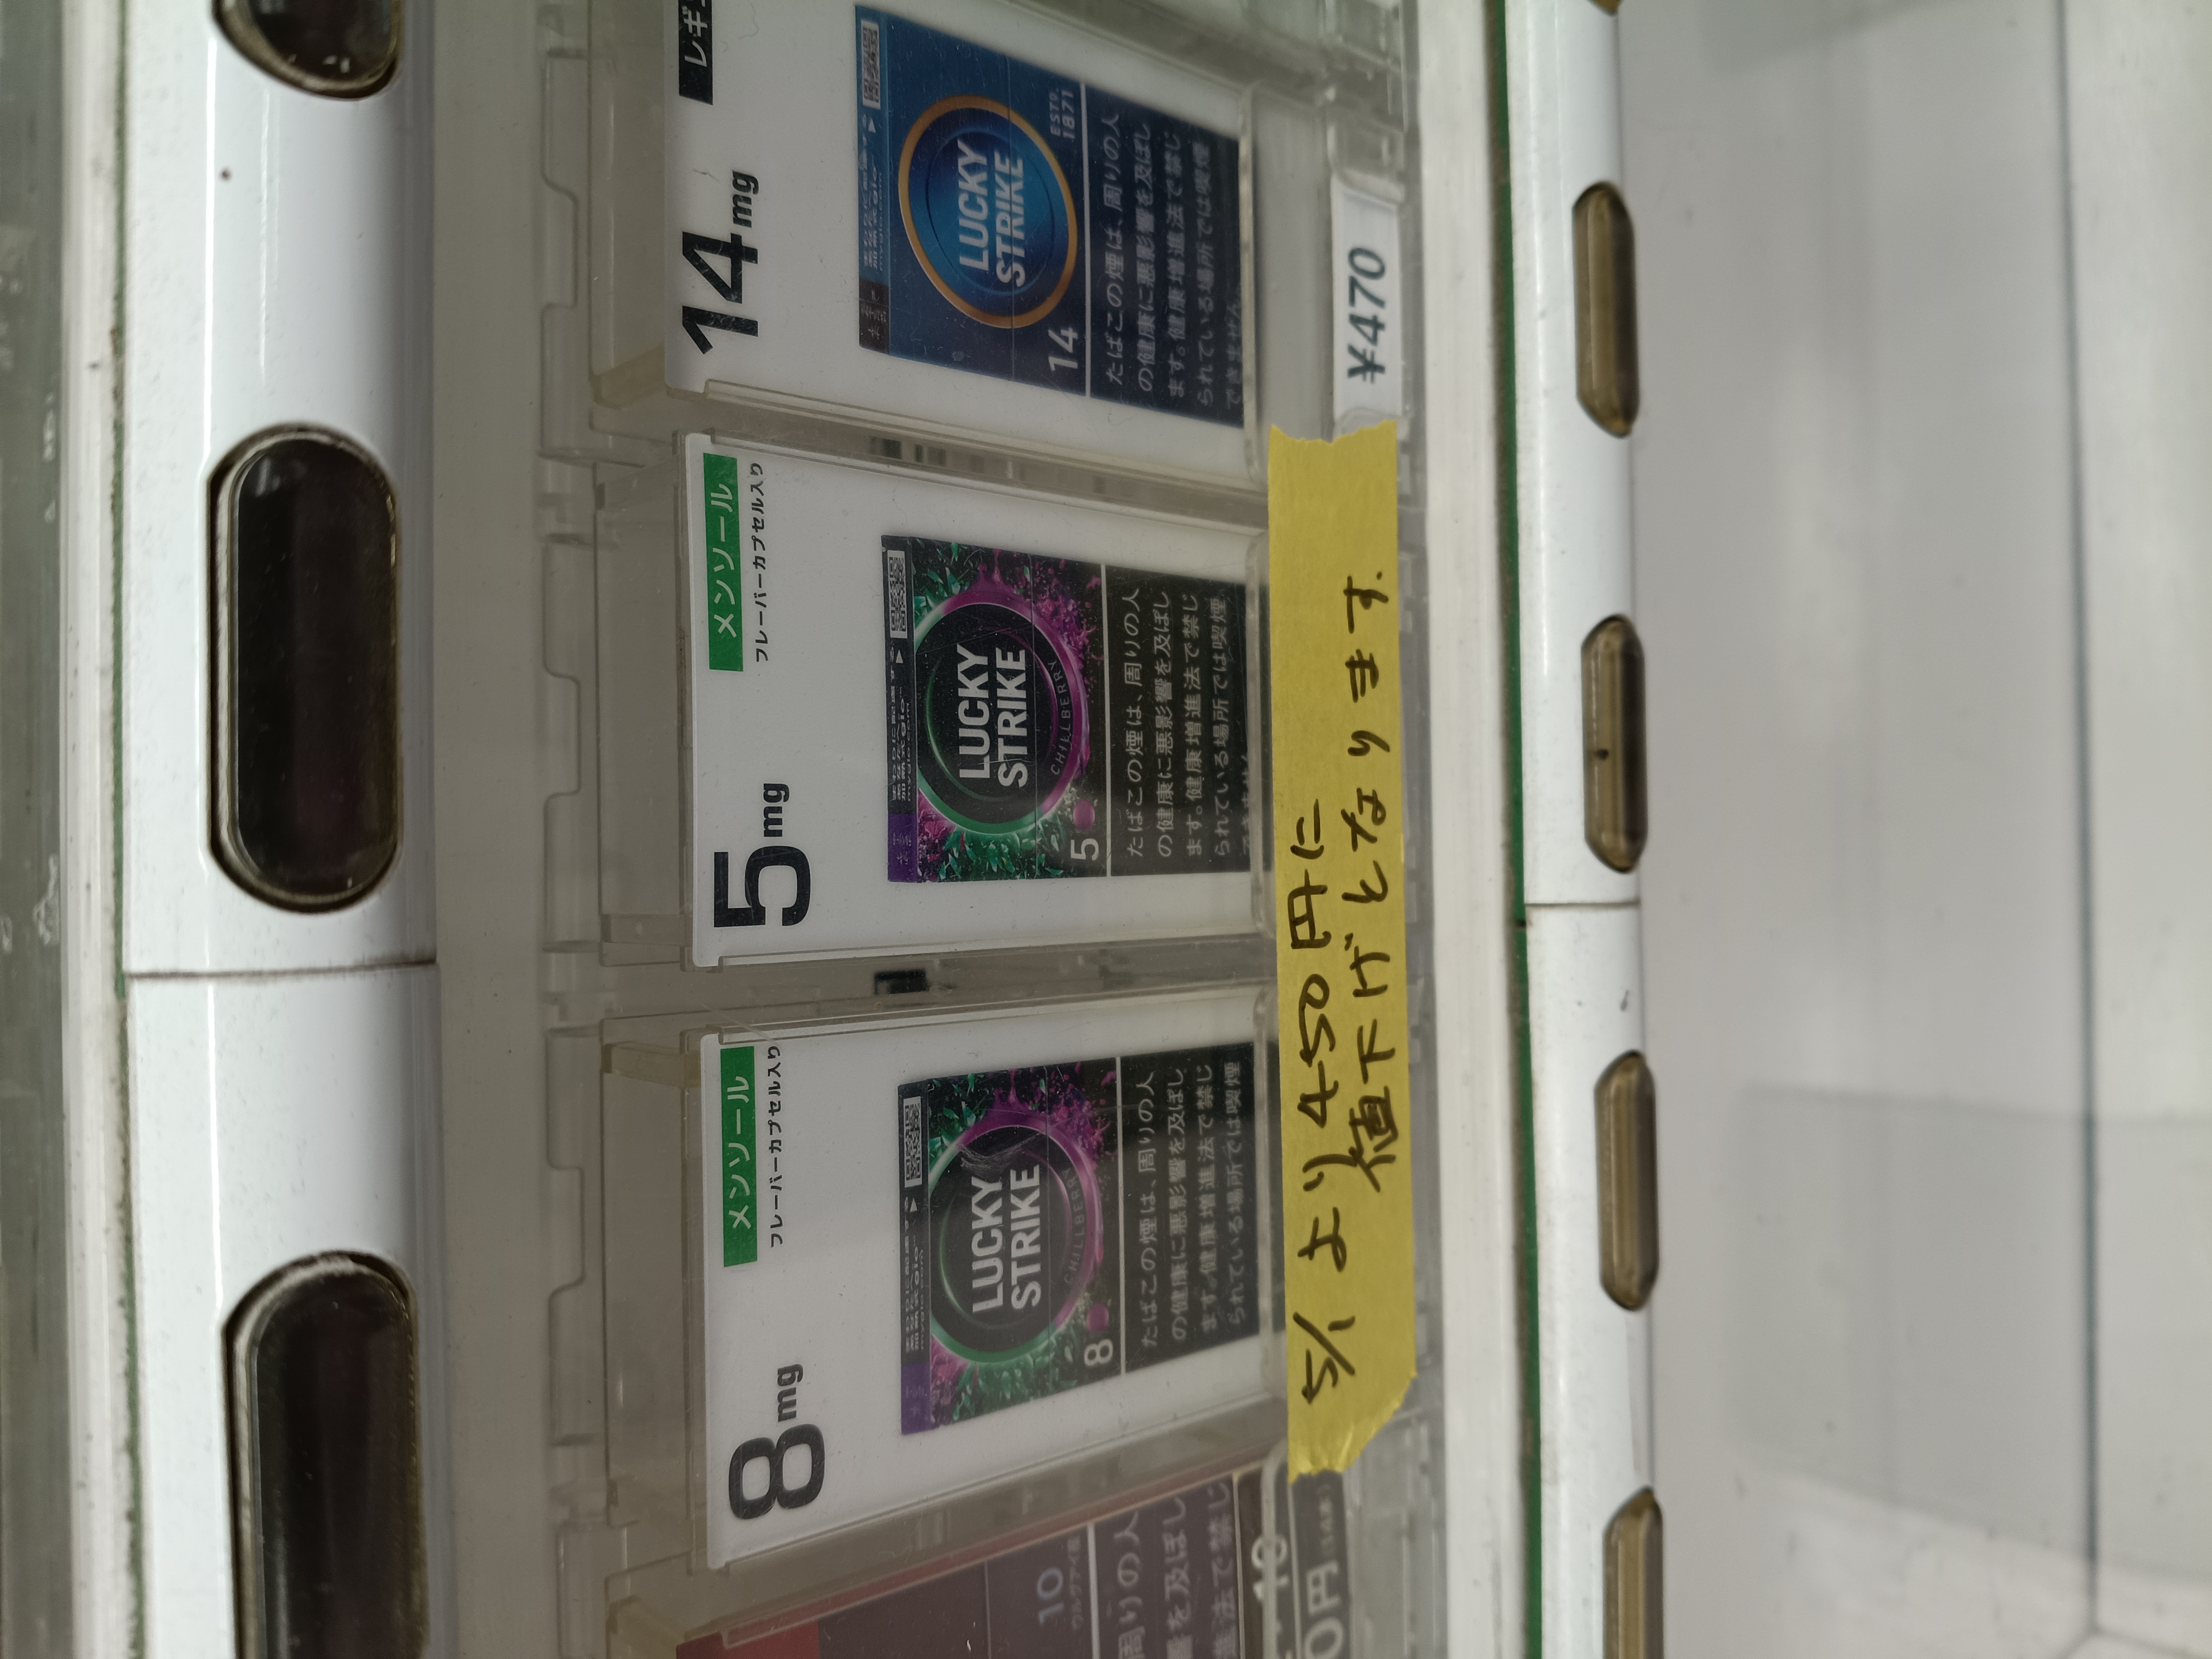 8mg
メンソール
フレーバーカプセル入り
LUCKY
STRIKE
CHILLBERRY
8
たばこの煙は、周りの人
の健康に悪影響を及ぼし
ます。健康増進法で禁じ
られている場所では喫煙
5mg
メンソール
フレーバーカプセル入り
LUCKY
STRIKE
CHILLBERRY
5
たばこの煙は、周りの人
の健康に悪影響を及ぼし
ます。健康増進法で禁じ
られている場所では喫煙
14mg
レギ
LUCKY
STRIKE
ESTD.
1871
14
たばこの煙は、周りの人
の健康に悪影響を及ぼし
ます。健康増進法で禁じ
られている場所では喫煙
できません
¥470
5/1より450円に
値下げとなります.
10
周りの人
響を及ぼし
進法で禁じ
0円